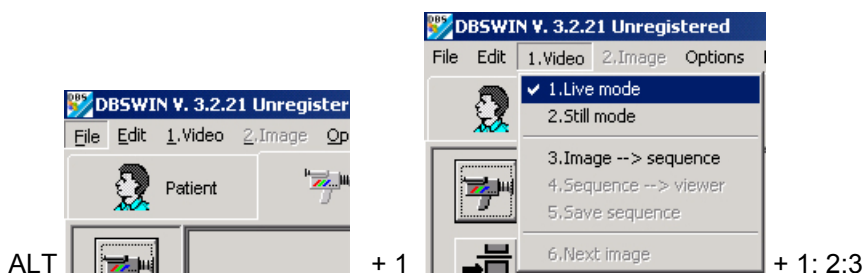 DBSWIN V. 3.2.21 Unregistered
File Edit 1.Video 2.Image Options
1.Live mode
2.Still mode
3.Image --> sequence
4.Sequence --> viewer
5.Save sequence
6.Next image
DBSWIN V. 3.2.21 Unregister
File Edit 1.Video 2.Image Op
Patient
ALT + 1 + 1: 2:3